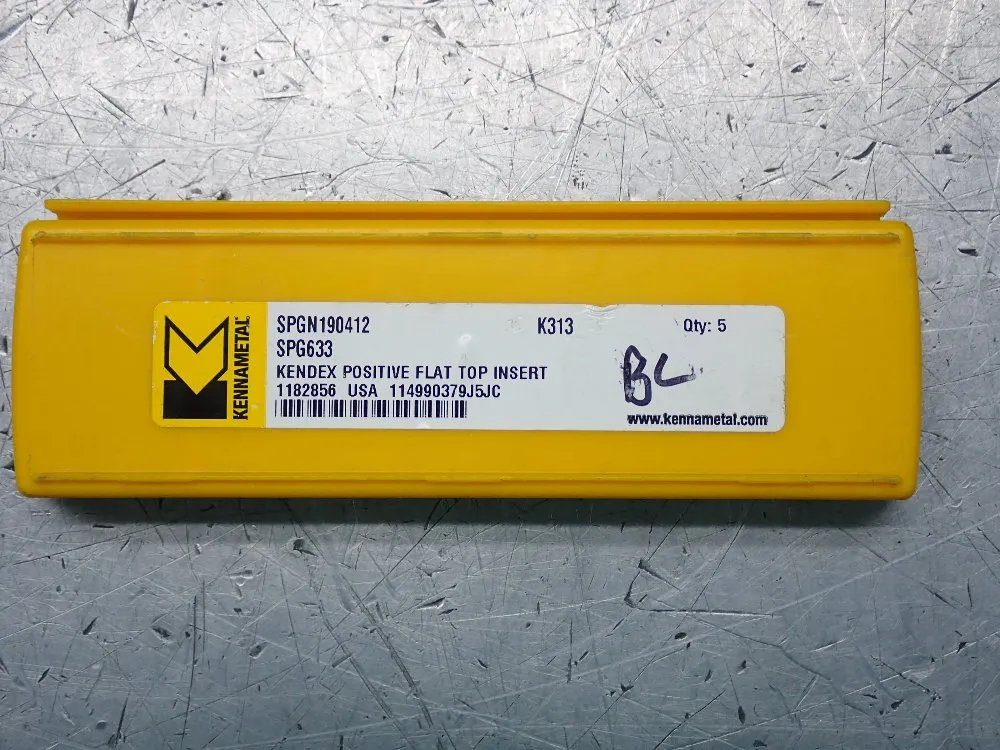 KENNAMETAL®
SPGN190412 K313 Qty: 5
SPG633
KENDEX POSITIVE FLAT TOP INSERT
1182856 USA 114990379J5JC
BL
www.kennametal.com